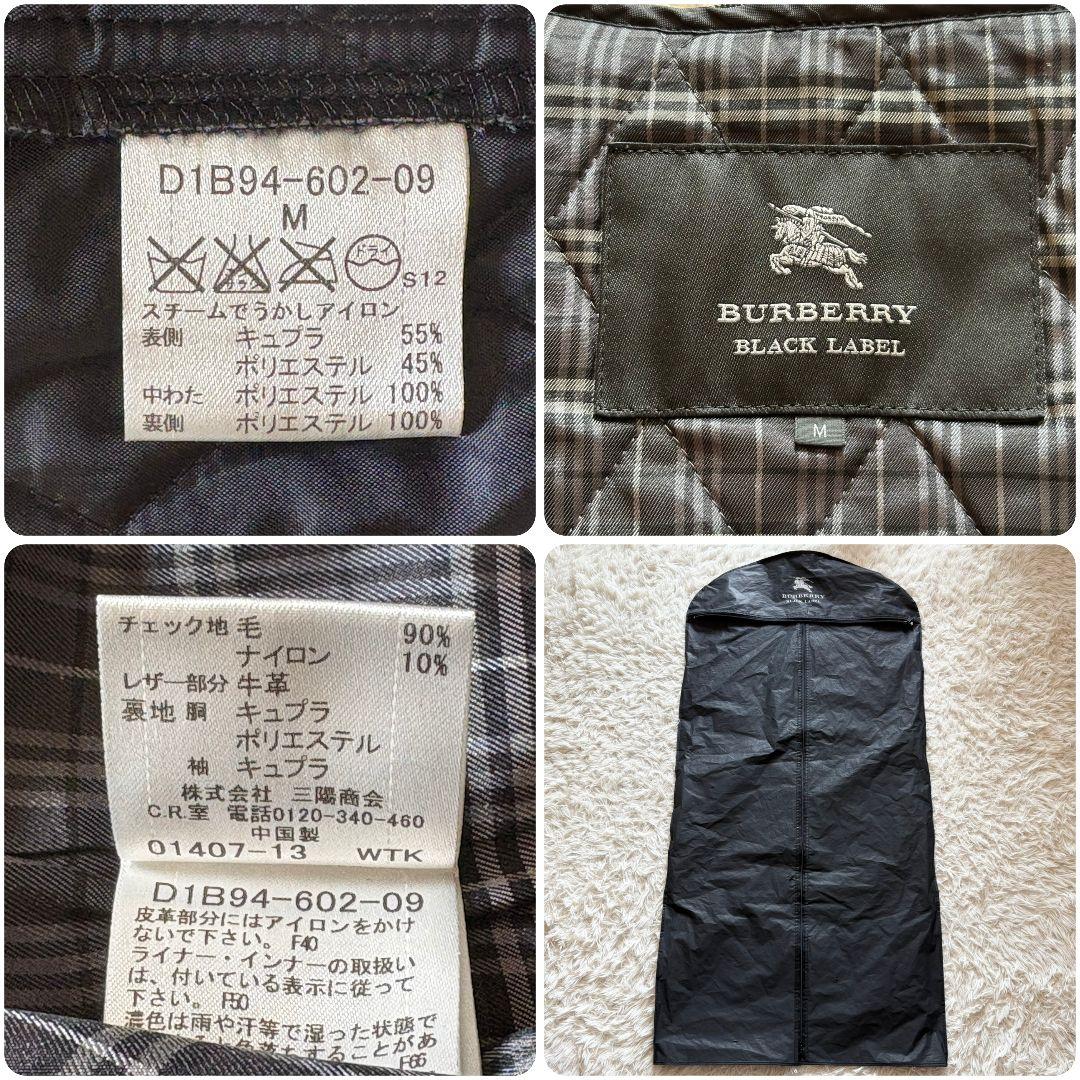 D1B94-602-09
M
ドライ
S12
スチームでうかしアイロン
表側 キュプラ 55%
ポリエステル 45%
中わた ポリエステル 100%
裏側 ポリエステル 100%
BURBERRY
BLACK LABEL
M
チェック地 毛 90%
ナイロン 10%
レザー部分 牛革
裏地 胴 キュプラ
ポリエステル
袖 キュプラ
株式会社 三陽商会
C.R.室 電話0120-340-460
中国製
01407-13 WTK
D1B94-602-09
皮革部分にはアイロンをかけ
ないで下さい。 F40
ライナー・インナーの取扱い
は、付いている表示に従って
下さい。 F50
濃色は雨や汗等で湿った状態で
することがあ
F66
BURBERRY
BLACK LABEL